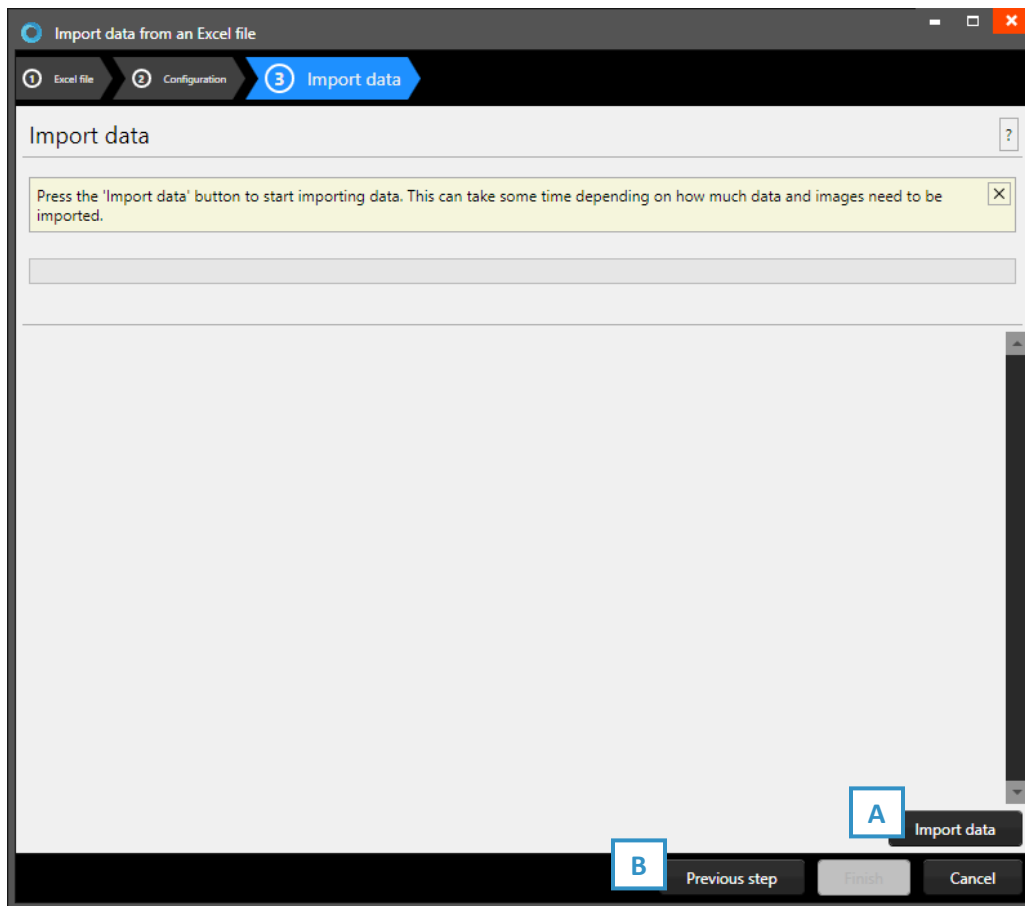 Import data from an Excel file
1 Excel file 2 Configuration 3 Import data
Import data ?
Press the 'Import data' button to start importing data. This can take some time depending on how much data and images need to be
imported.
A Import data
B Previous step Finish Cancel